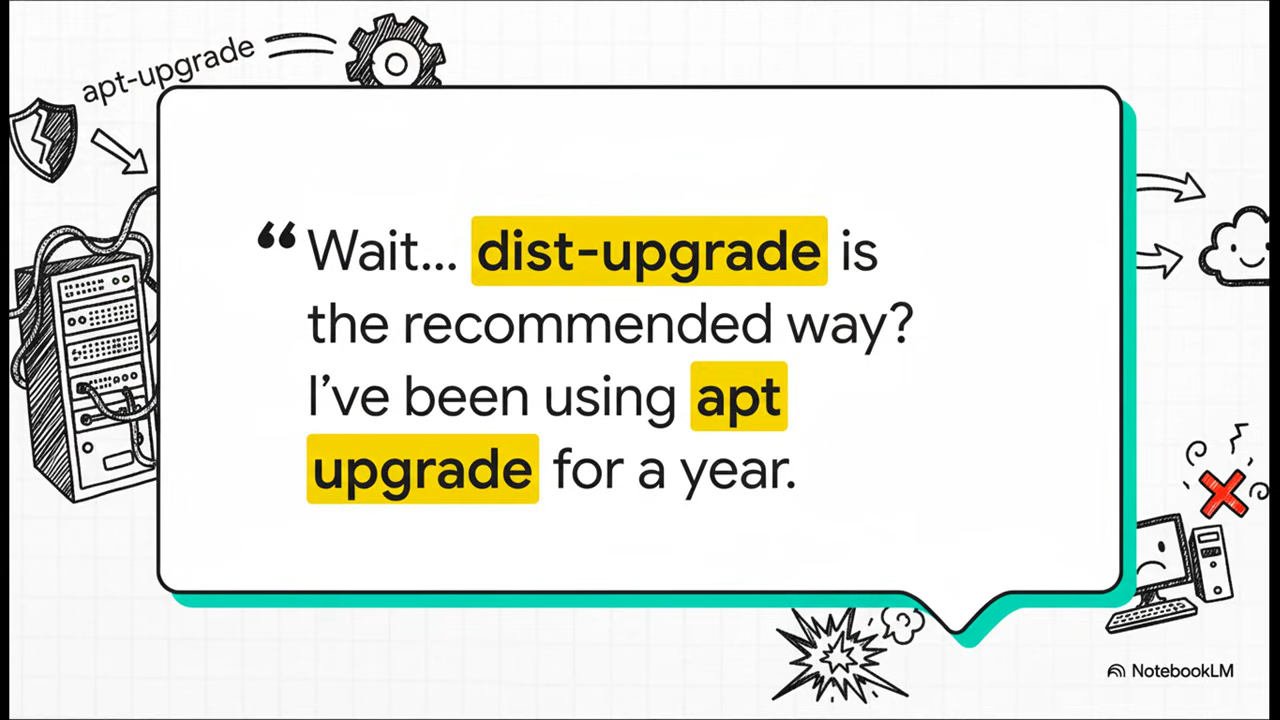 apt-upgrade
“Wait... dist-upgrade is
the recommended way?
I’ve been using apt
upgrade for a year.
NotebookLM